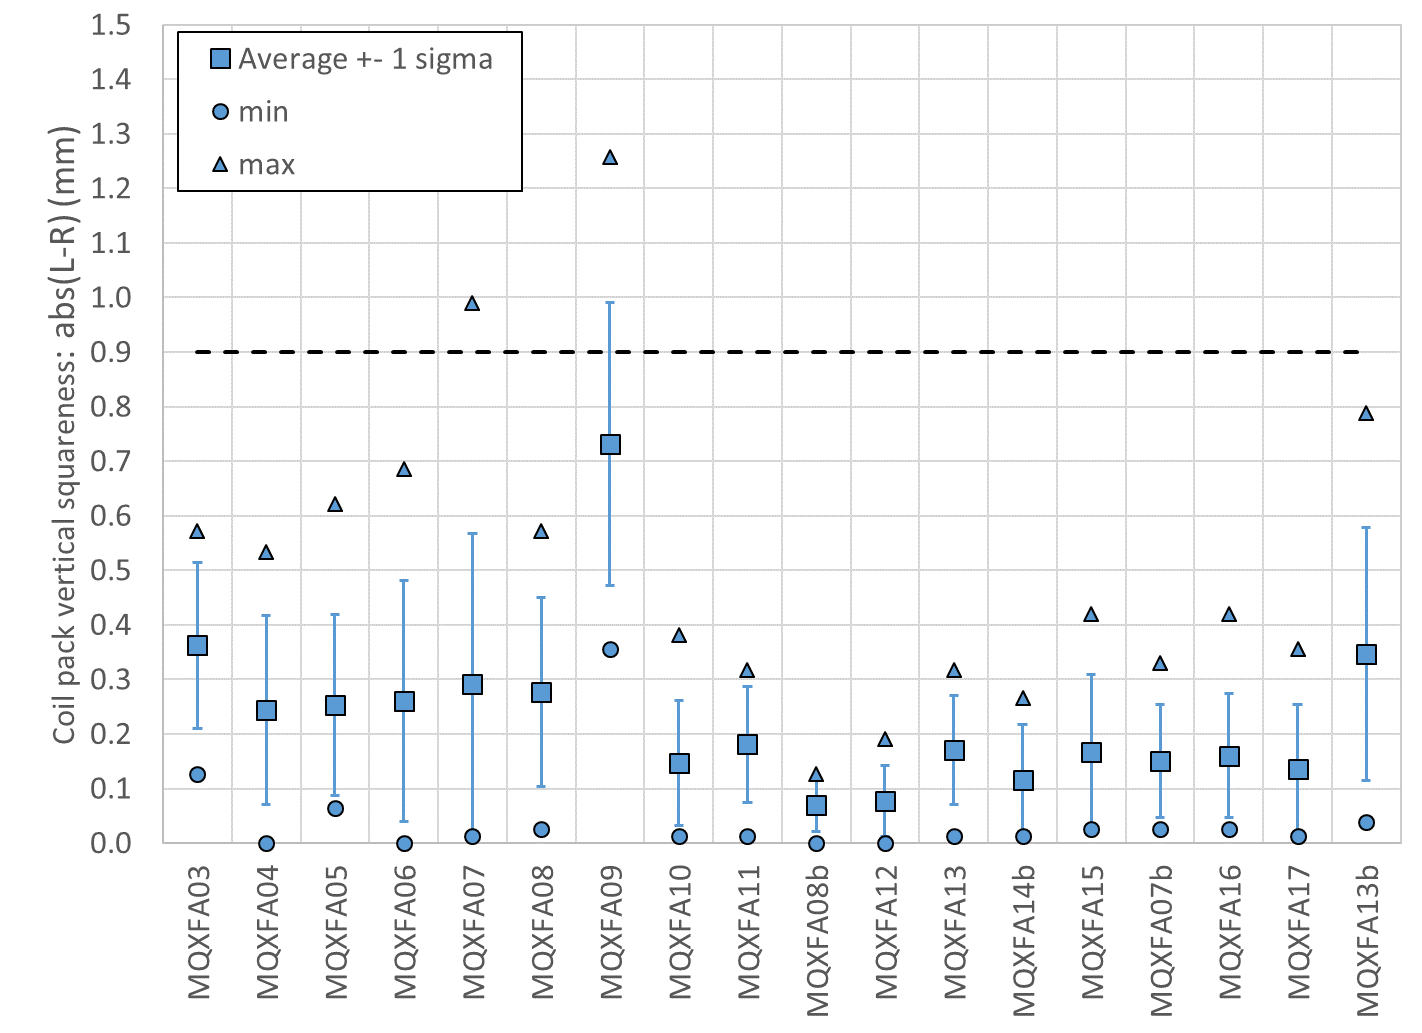 Coil pack vertical squareness: abs(L-R) (mm)
1.5
1.4
1.3
1.2
1.1
1.0
0.9
0.8
0.7
0.6
0.5
0.4
0.3
0.2
0.1
0.0
Average +- 1 sigma
min
max
MQXFA03
MQXFA04
MQXFA05
MQXFA06
MQXFA07
MQXFA08
MQXFA09
MQXFA10
MQXFA11
MQXFA08b
MQXFA12
MQXFA13
MQXFA14b
MQXFA15
MQXFA07b
MQXFA16
MQXFA17
MQXFA13b